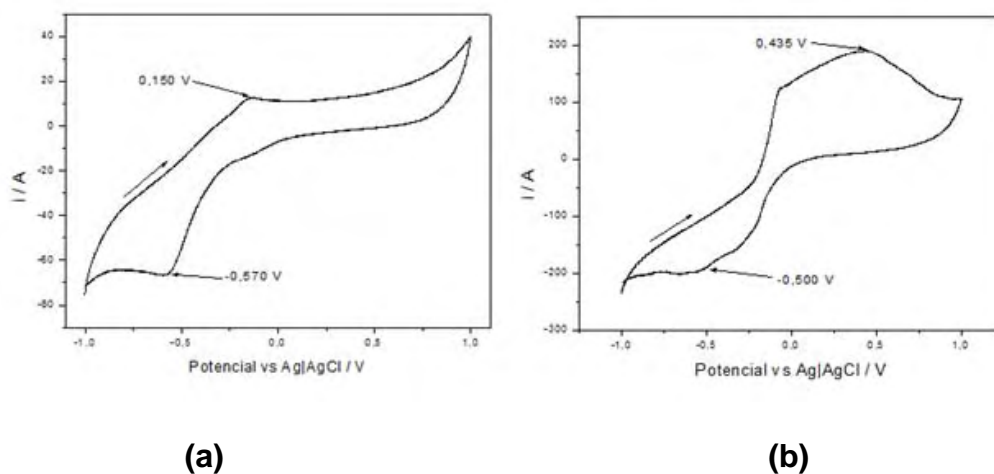 40
20
0
-20
-40
-60
-80
I / A
0,150 V
-0,570 V
-1,0 -0,5 0,0 0,5 1,0
Potencial vs Ag|AgCl / V
(a)
200
100
0
-100
-200
-300
I / A
0,435 V
-0,500 V
-1,0 -0,5 0,0 0,5 1,0
Potencial vs Ag|AgCl / V
(b)